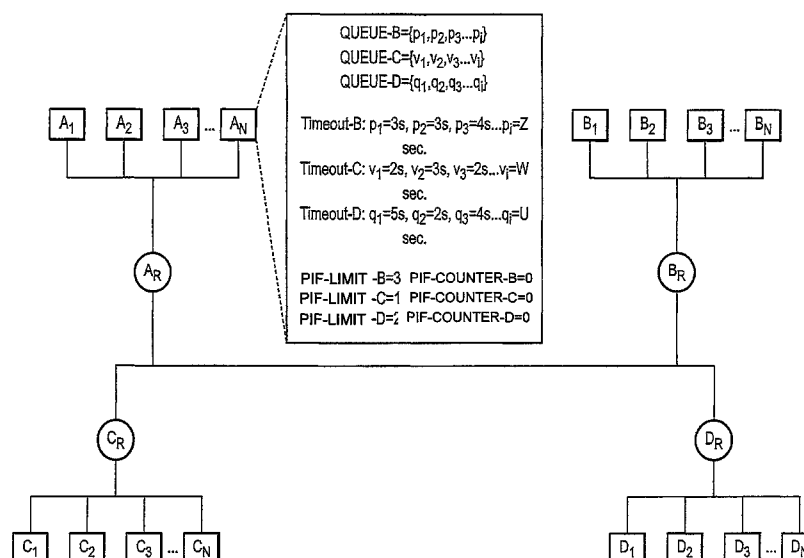 QUEUE-B={p1,p2,p3...pi}
QUEUE-C={v1,v2,v3...vi}
QUEUE-D={q1,q2,q3...qi}
A1 A2 A3 ... AN
Timeout-B: p1=3s, p2=3s, p3=4s...pi=Z
sec.
Timeout-C: v1=2s, v2=3s, v3=2s...vi=W
sec.
Timeout-D: q1=5s, q2=2s, q3=4s...qi=U
sec.
PIF-LIMIT -B=3 PIF-COUNTER-B=0
PIF-LIMIT -C=1 PIF-COUNTER-C=0
PIF-LIMIT -D=2 PIF-COUNTER-D=0
B1 B2 B3 ... BN
AR
BR
CR
DR
C1 C2 C3 ... CN
D1 D2 D3 ... DN